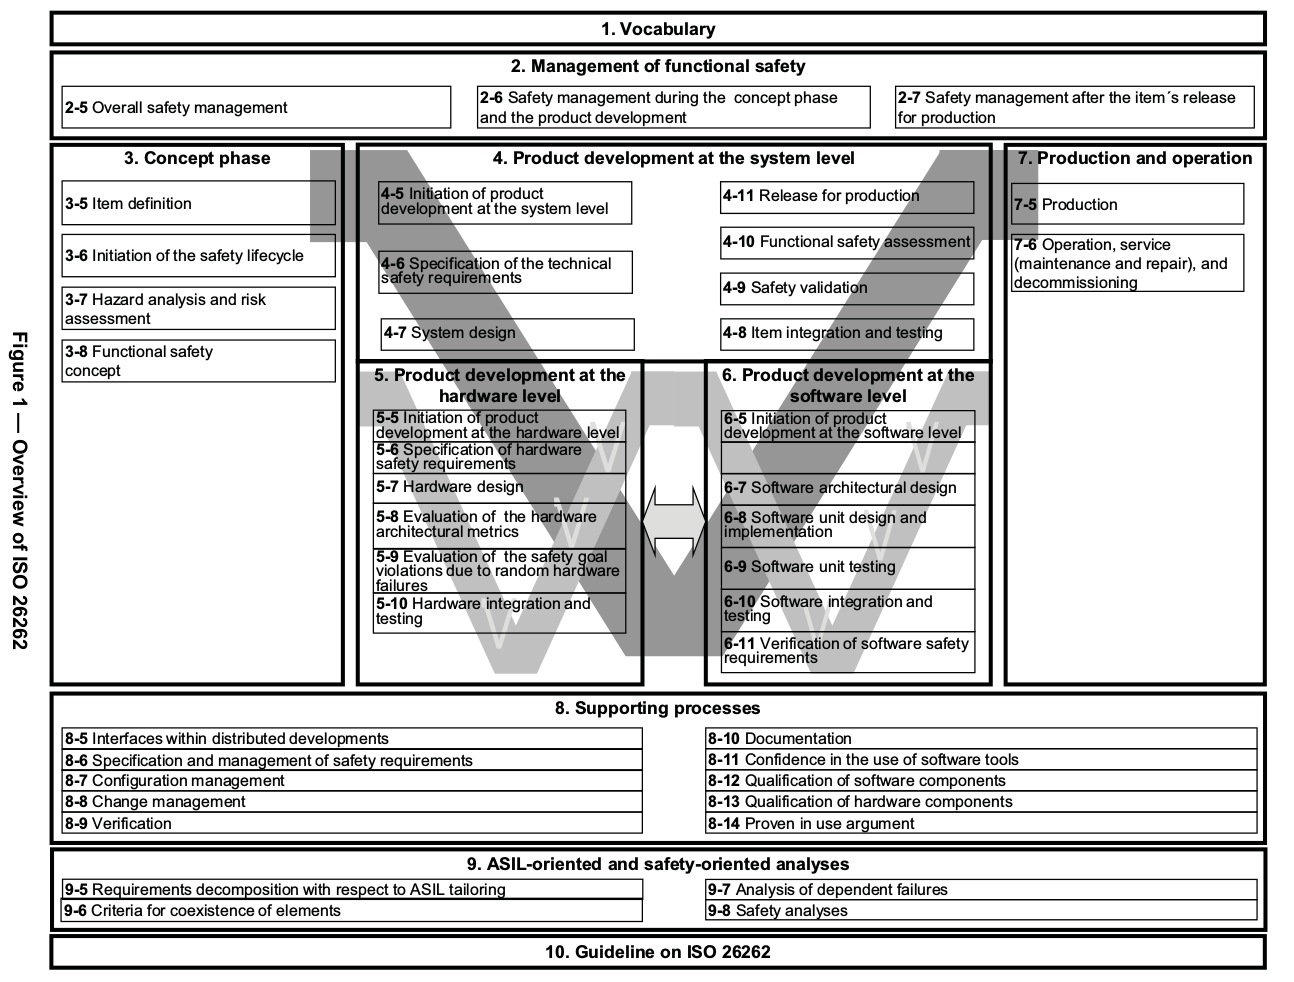 1. Vocabulary
2. Management of functional safety
2-5 Overall safety management
2-6 Safety management during the concept phase
and the product development
2-7 Safety management after the item´s release
for production
3. Concept phase
3-5 Item definition
3-6 Initiation of the safety lifecycle
3-7 Hazard analysis and risk
assessment
3-8 Functional safety
concept
4. Product development at the system level
4-5 Initiation of product
development at the system level
4-6 Specification of the technical
safety requirements
4-7 System design
4-11 Release for production
4-10 Functional safety assessment
4-9 Safety validation
4-8 Item integration and testing
7. Production and operation
7-5 Production
7-6 Operation, service
(maintenance and repair), and
decommissioning
5. Product development at the
hardware level
5-5 Initiation of product
development at the hardware level
5-6 Specification of hardware
safety requirements
5-7 Hardware design
5-8 Evaluation of the hardware
architectural metrics
5-9 Evaluation of the safety goal
violations due to random hardware
failures
5-10 Hardware integration and
testing
6. Product development at the
software level
6-5 Initiation of product
development at the software level
6-7 Software architectural design
6-8 Software unit design and
implementation
6-9 Software unit testing
6-10 Software integration and
testing
6-11 Verification of software safety
requirements
8. Supporting processes
8-5 Interfaces within distributed developments
8-6 Specification and management of safety requirements
8-7 Configuration management
8-8 Change management
8-9 Verification
8-10 Documentation
8-11 Confidence in the use of software tools
8-12 Qualification of software components
8-13 Qualification of hardware components
8-14 Proven in use argument
9. ASIL-oriented and safety-oriented analyses
9-5 Requirements decomposition with respect to ASIL tailoring
9-6 Criteria for coexistence of elements
9-7 Analysis of dependent failures
9-8 Safety analyses
10. Guideline on ISO 26262
Figure 1 — Overview of ISO 26262